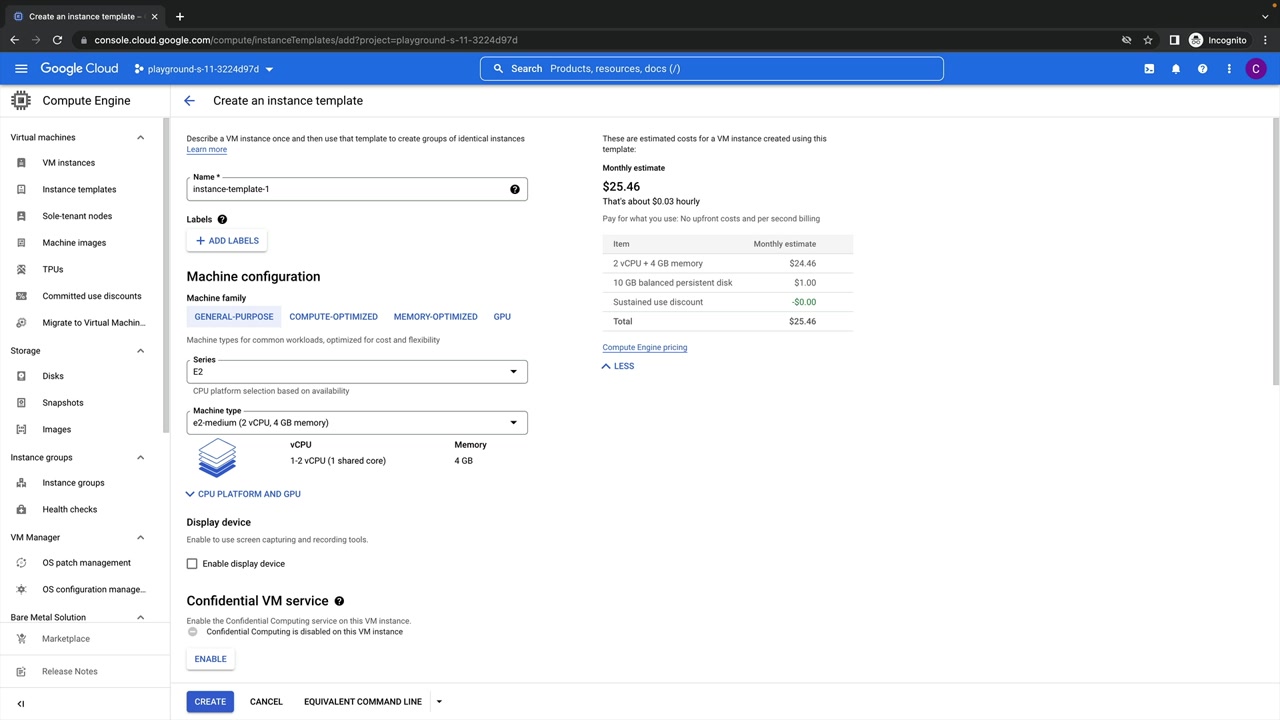 Create an instance template –
console.cloud.google.com/compute/instanceTemplates/add?project=playground-s-11-3224d97d
Incognito
Google Cloud
playground-s-11-3224d97d
Search Products, resources, docs (/)
C
Compute Engine
Create an instance template
Virtual machines
VM instances
Instance templates
Sole-tenant nodes
Machine images
TPUs
Committed use discounts
Migrate to Virtual Machin...
Storage
Disks
Snapshots
Images
Instance groups
Instance groups
Health checks
VM Manager
OS patch management
OS configuration manage...
Bare Metal Solution
Marketplace
Release Notes
Describe a VM instance once and then use that template to create groups of identical instances
Learn more
Name *
instance-template-1
Labels
+ ADD LABELS
Machine configuration
Machine family
GENERAL-PURPOSE COMPUTE-OPTIMIZED MEMORY-OPTIMIZED GPU
Machine types for common workloads, optimized for cost and flexibility
Series
E2
CPU platform selection based on availability
Machine type
e2-medium (2 vCPU, 4 GB memory)
vCPU Memory
1-2 vCPU (1 shared core) 4 GB
CPU PLATFORM AND GPU
Display device
Enable to use screen capturing and recording tools.
Enable display device
Confidential VM service
Enable the Confidential Computing service on this VM instance.
Confidential Computing is disabled on this VM instance
ENABLE
CREATE CANCEL EQUIVALENT COMMAND LINE
These are estimated costs for a VM instance created using this
template:
Monthly estimate
$25.46
That's about $0.03 hourly
Pay for what you use: No upfront costs and per second billing
Item Monthly estimate
2 vCPU + 4 GB memory $24.46
10 GB balanced persistent disk $1.00
Sustained use discount -$0.00
Total $25.46
Compute Engine pricing
LESS